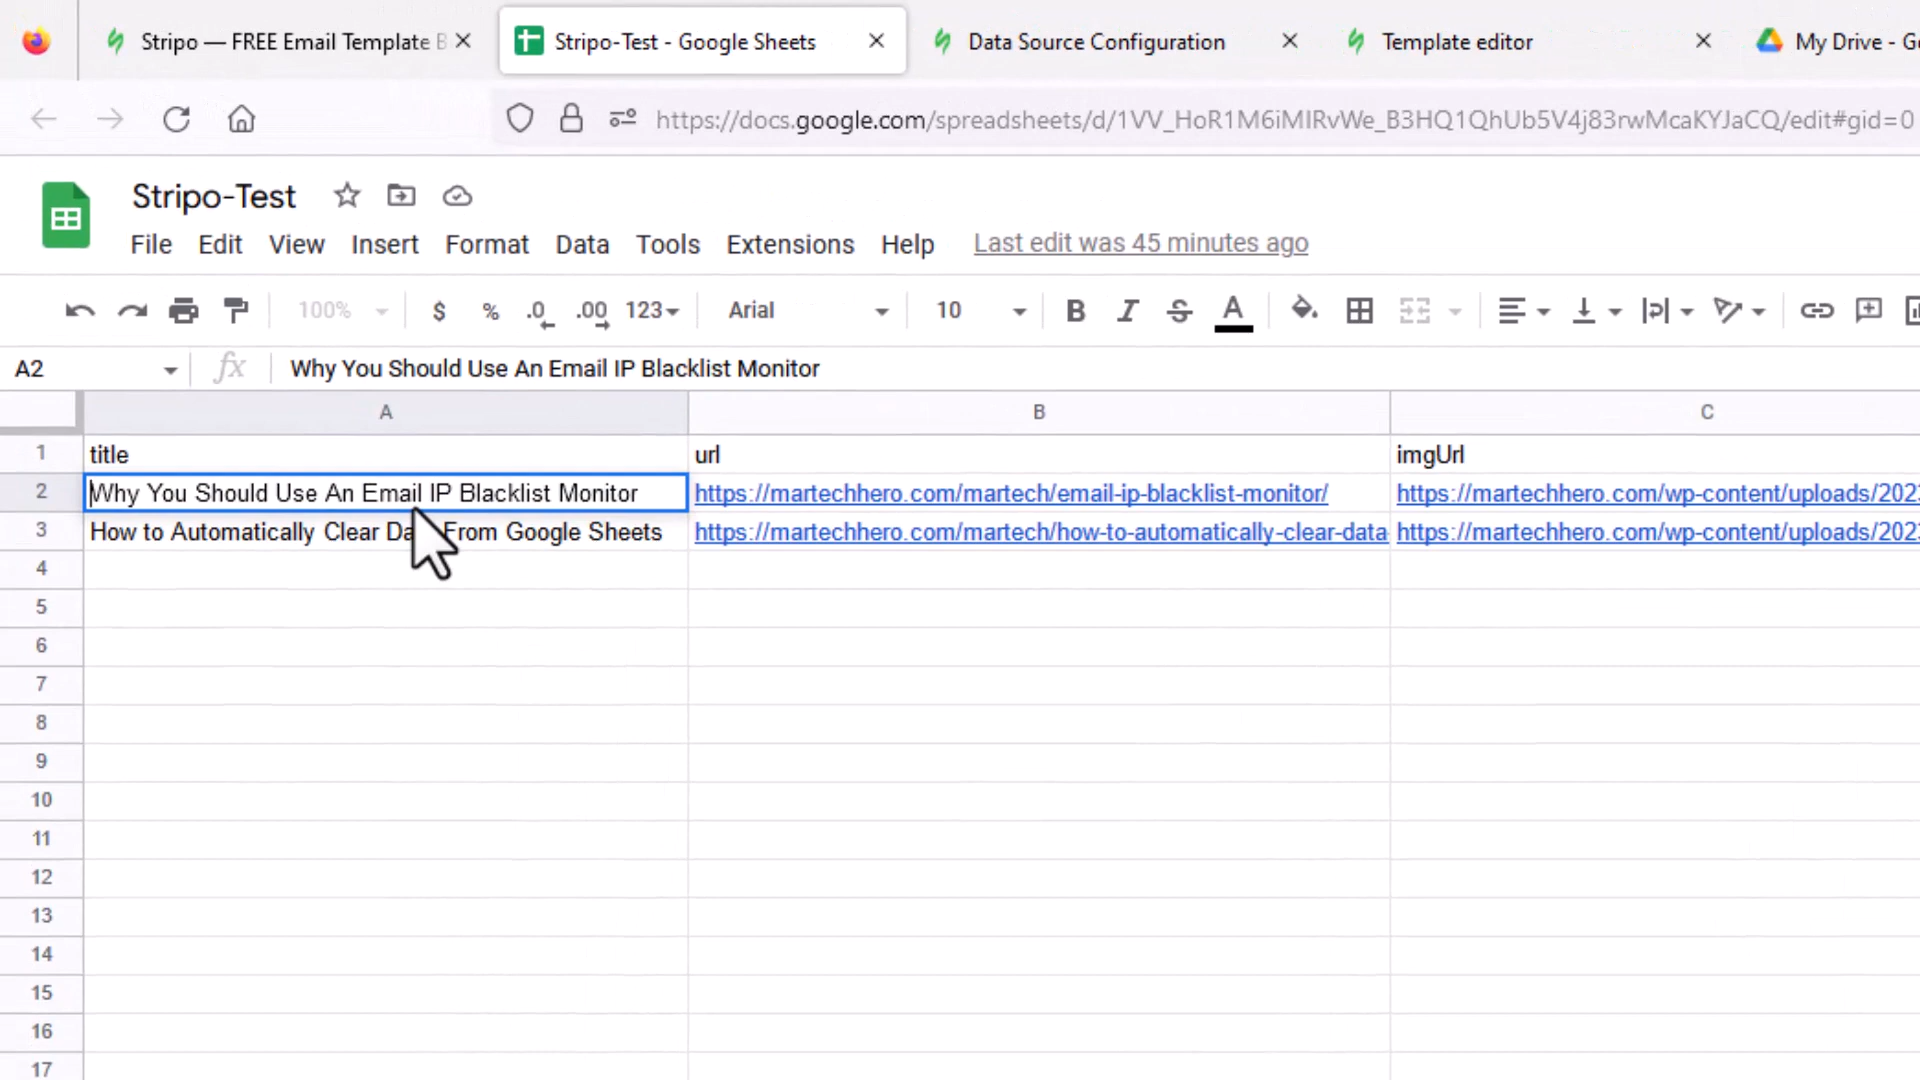 Stripo — FREE Email Template B
Stripo-Test - Google Sheets
Data Source Configuration
Template editor
My Drive - Go
https://docs.google.com/spreadsheets/d/1VV_HoR1M6iMIRvWe_B3HQ1QhUb5V4j83rwMcaKYJaCQ/edit#gid=0
Stripo-Test
File Edit View Insert Format Data Tools Extensions Help Last edit was 45 minutes ago
100% $ % .0 .00 123 Arial 10 B I S A
A2 fx Why You Should Use An Email IP Blacklist Monitor
A B C
1 title url imgUrl
2 Why You Should Use An Email IP Blacklist Monitor https://martechhero.com/martech/email-ip-blacklist-monitor/ https://martechhero.com/wp-content/uploads/202
3 How to Automatically Clear Da From Google Sheets https://martechhero.com/martech/how-to-automatically-clear-data https://martechhero.com/wp-content/uploads/202
4
5
6
7
8
9
10
11
12
13
14
15
16
17